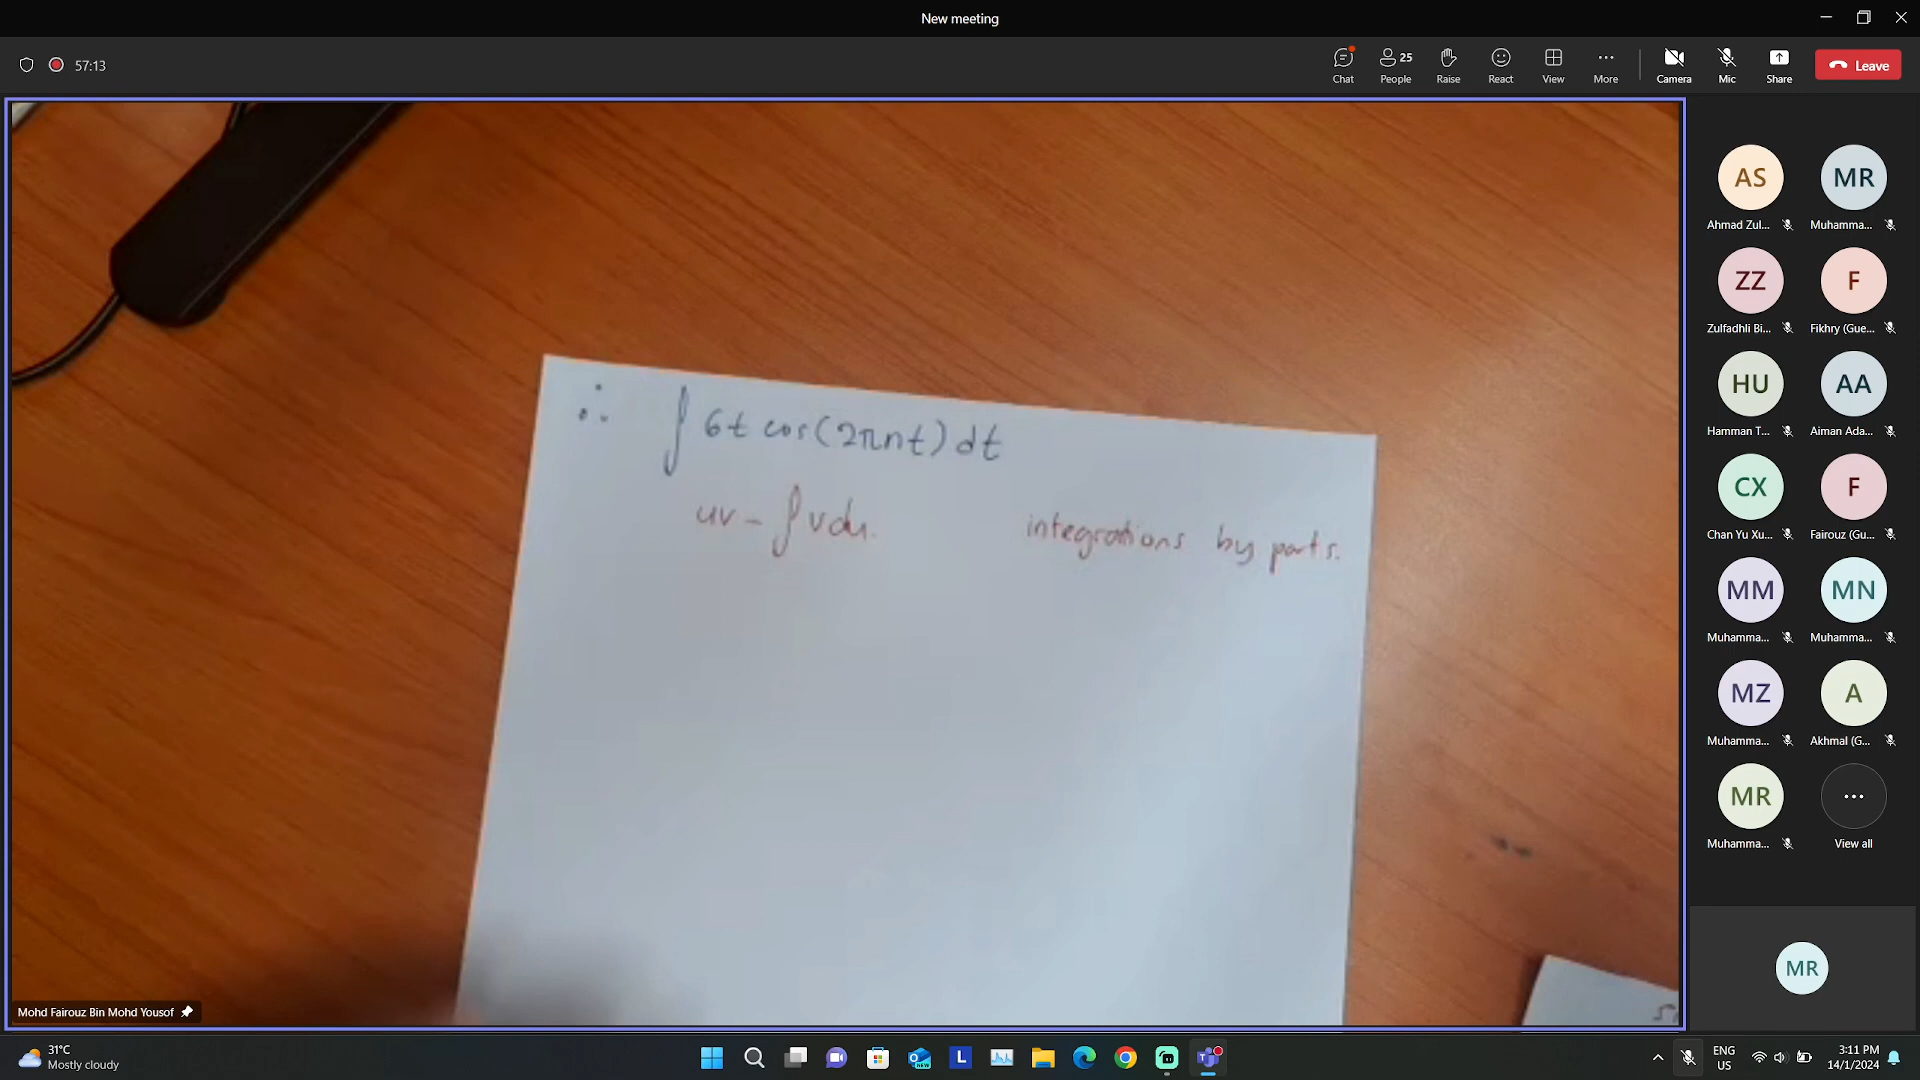 New meeting
57:13
Chat
25
People
Raise
React
View
More
Camera
Mic
Share
Leave
∴ ∫ 6t cos(2πnt) dt
uv - ∫ v du.
integrations by parts.
AS
Ahmad Zul...
MR
Muhamma...
ZZ
Zulfadhli Bi...
F
Fikhry (Gue...
HU
Hamman T...
AA
Aiman Ada...
CX
Chan Yu Xu...
F
Fairouz (Gu...
MM
Muhamma...
MN
Muhamma...
MZ
Muhamma...
A
Akhmal (G...
MR
Muhamma...
View all
MR
Mohd Fairouz Bin Mohd Yousof
31°C
Mostly cloudy
NEW
L
ENG
US
3:11 PM
14/1/2024